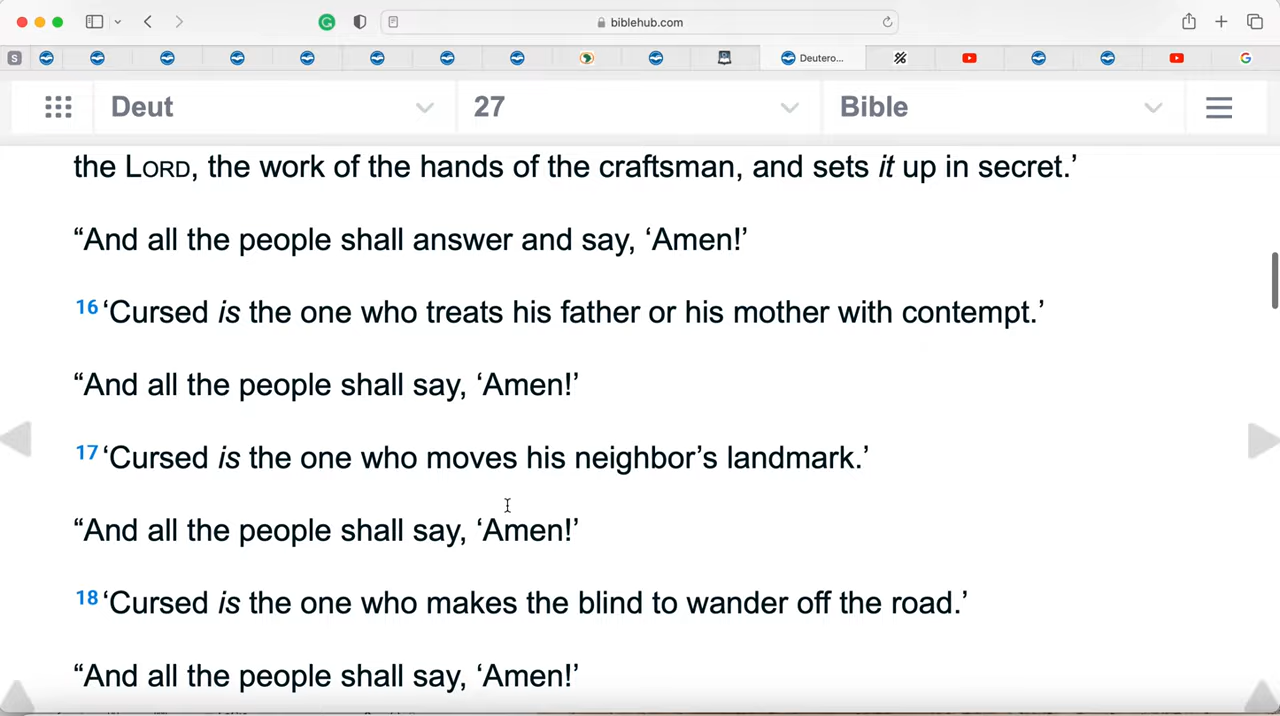 biblehub.com
S
Deutero...
Deut 27 Bible
the LORD, the work of the hands of the craftsman, and sets it up in secret.’
“And all the people shall answer and say, ‘Amen!’
16 ‘Cursed is the one who treats his father or his mother with contempt.’
“And all the people shall say, ‘Amen!’
17 ‘Cursed is the one who moves his neighbor’s landmark.’
“And all the people shall say, ‘Amen!’
18 ‘Cursed is the one who makes the blind to wander off the road.’
“And all the people shall say, ‘Amen!’